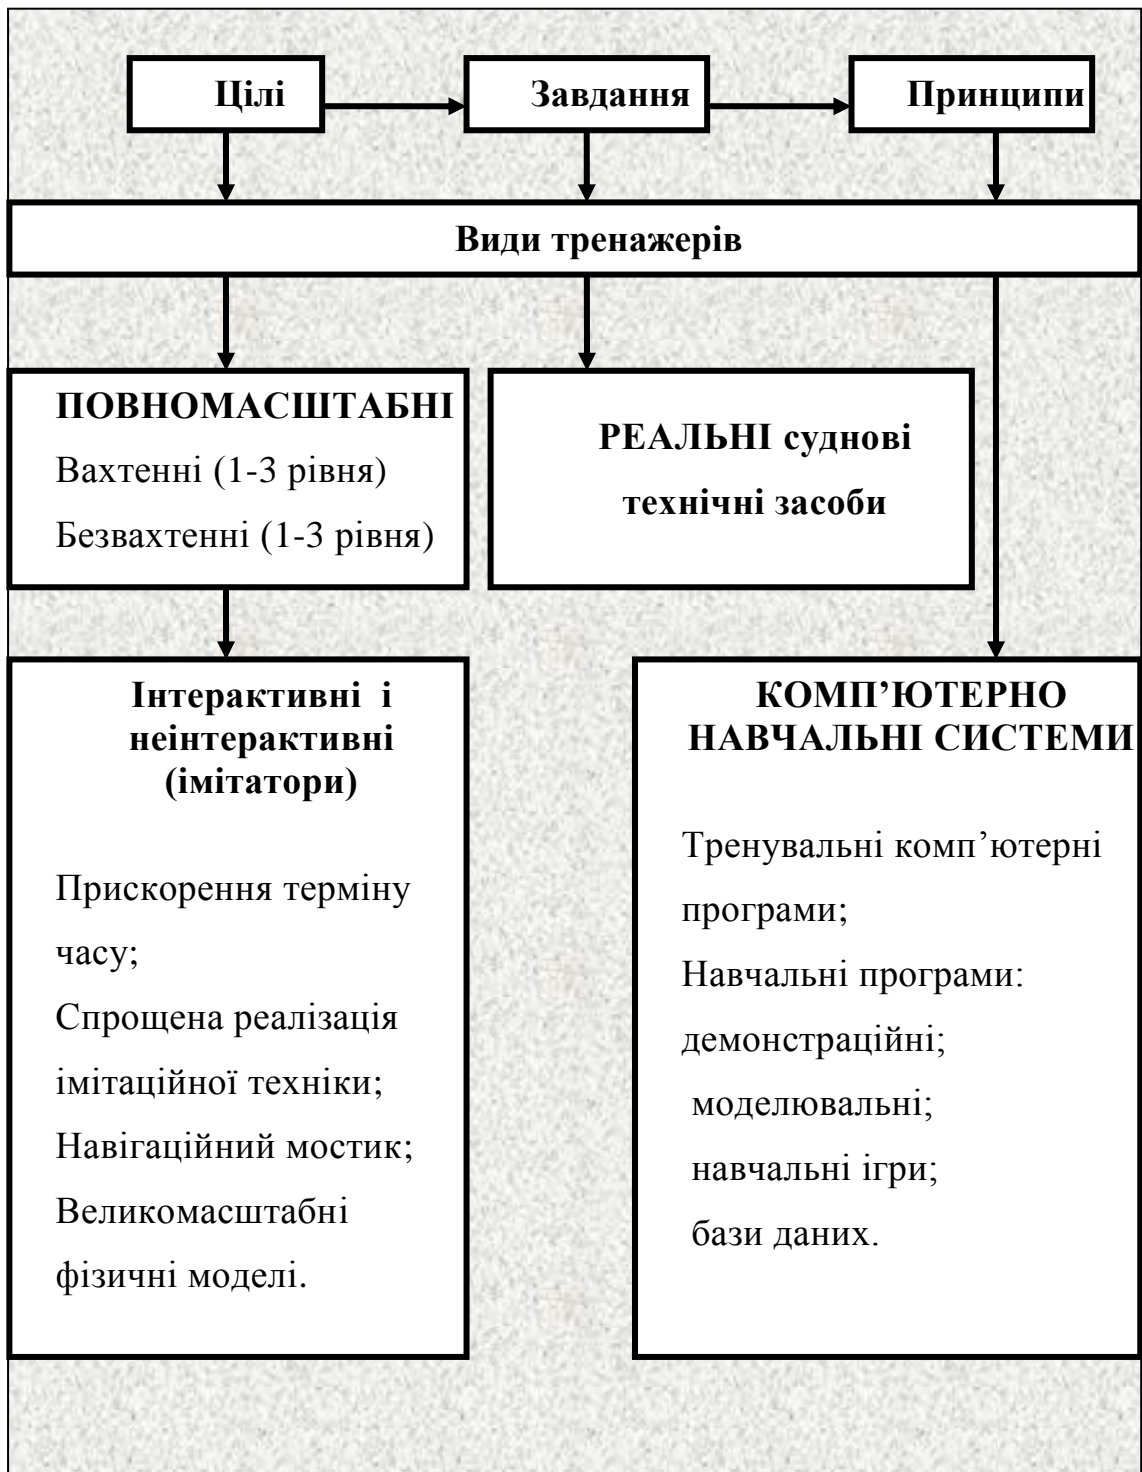 Цілі
Завдання
Принципи
Види тренажерів
ПОВНОМАСШТАБНІ
Вахтенні (1-3 рівня)
Безвахтенні (1-3 рівня)
РЕАЛЬНІ суднові
технічні засоби
Інтерактивні і
неінтерактивні
(імітатори)
Прискорення терміну
часу;
Спрощена реалізація
імітаційної техніки;
Навігаційний мостик;
Великомасштабні
фізичні моделі.
КОМП’ЮТЕРНО
НАВЧАЛЬНІ СИСТЕМИ
Тренувальні комп’ютерні
програми;
Навчальні програми:
демонстраційні;
моделювальні;
навчальні ігри;
бази даних.